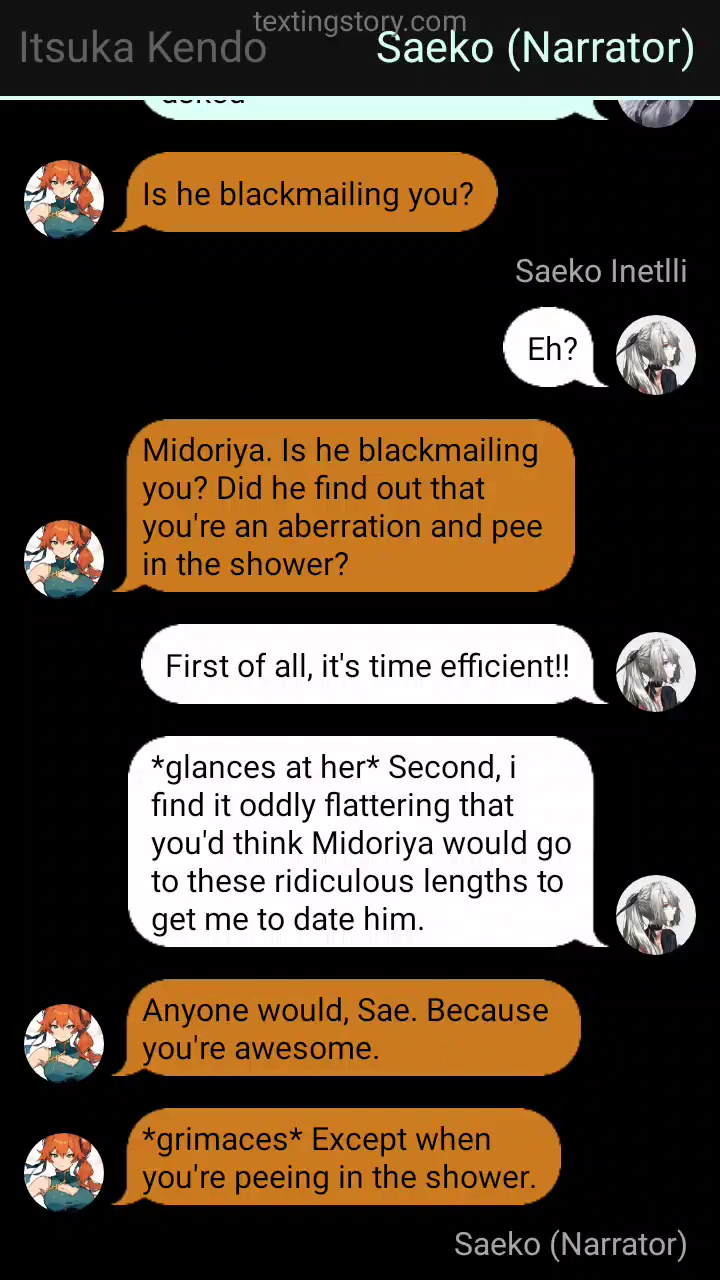 textingstory.com
Itsuka Kendo
Saeko (Narrator)
asked
Is he blackmailing you?
Saeko Inetlli
Eh?
Midoriya. Is he blackmailing
you? Did he find out that
you're an aberration and pee
in the shower?
First of all, it's time efficient!!
*glances at her* Second, i
find it oddly flattering that
you'd think Midoriya would go
to these ridiculous lengths to
get me to date him.
Anyone would, Sae. Because
you're awesome.
*grimaces* Except when
you're peeing in the shower.
Saeko (Narrator)